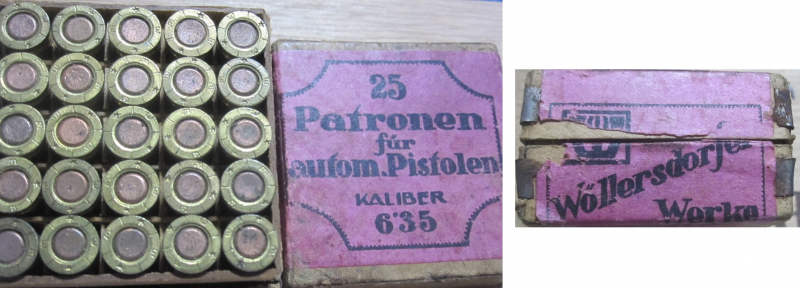 25
Patronen
für
autom. Pistolen
KALIBER
6'35
Wöllersdorfer
Werke